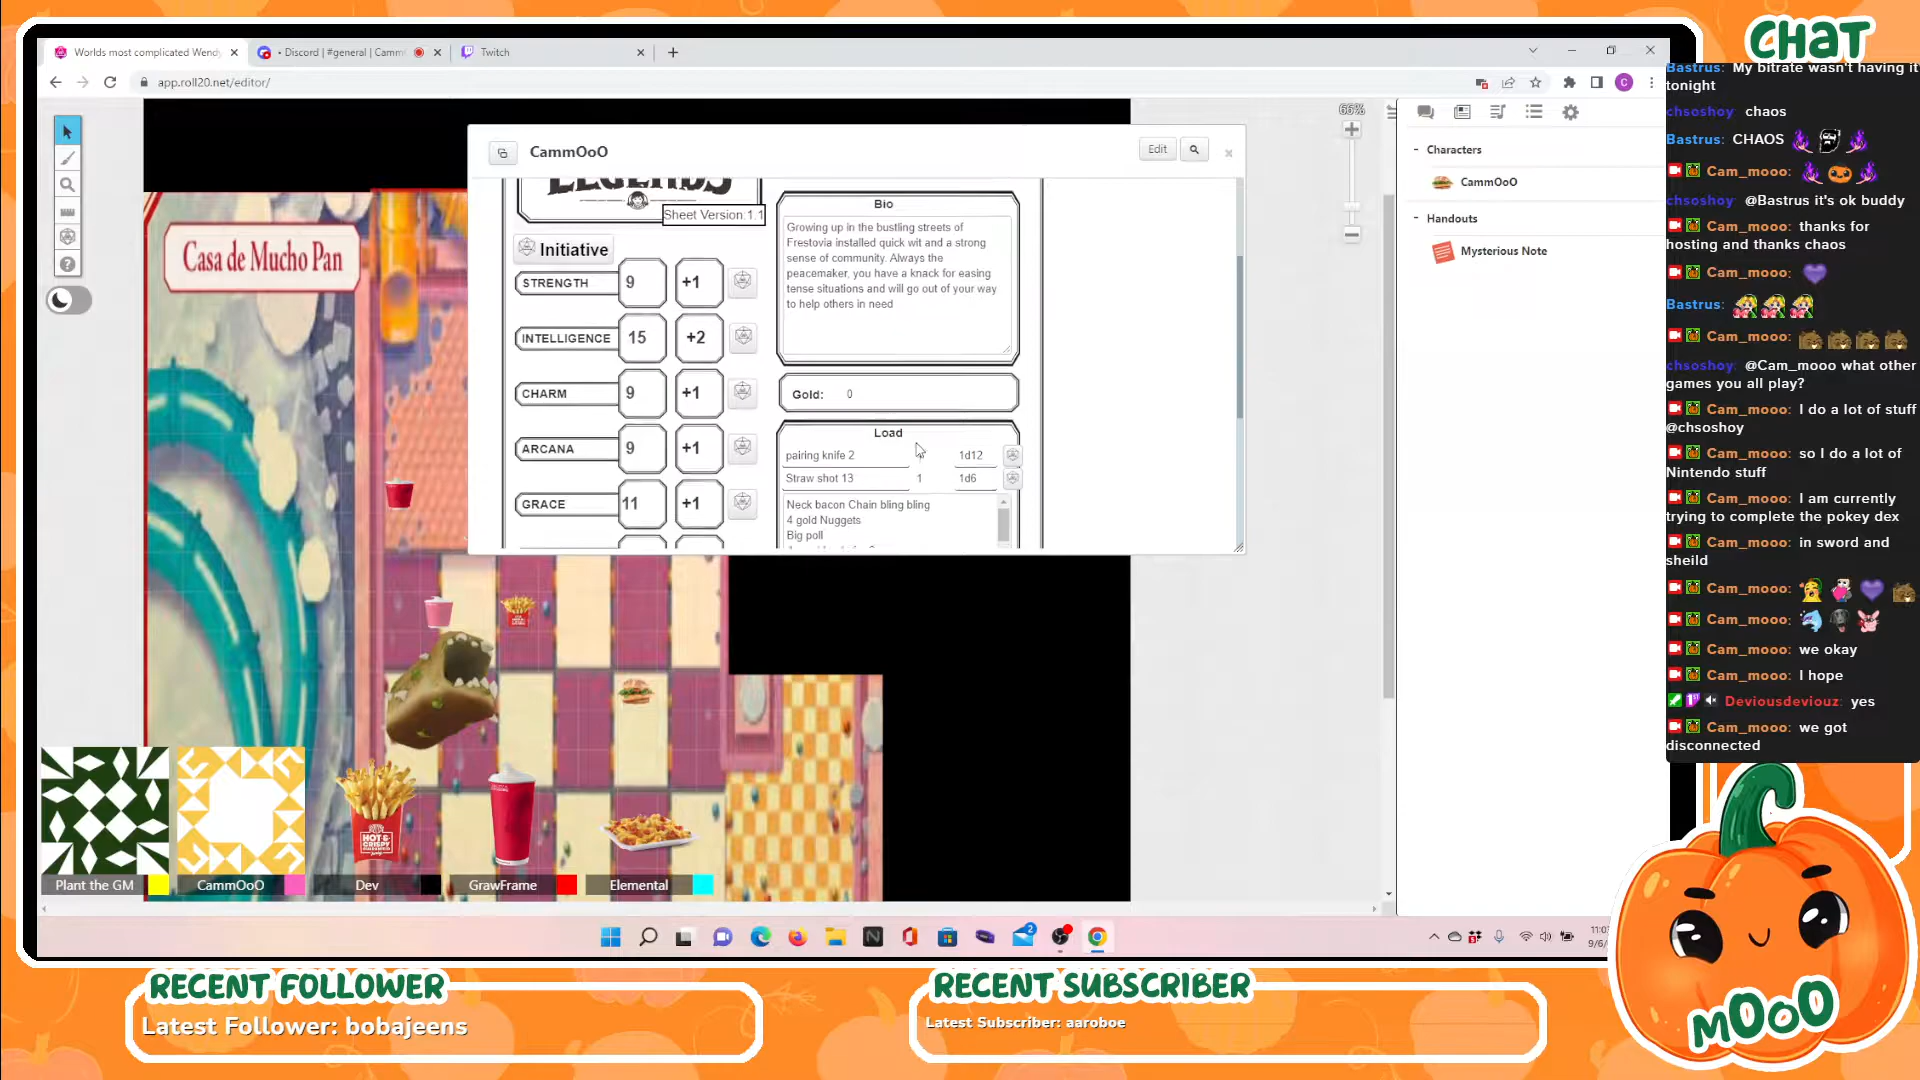 Worlds most complicated Wend
• Discord | #general | Camm
Twitch
app.roll20.net/editor/
66%
Casa de Mucho Pan
CammOoO
Edit
LEGENDS
Sheet Version:1.1
Initiative
STRENGTH 9 +1
INTELLIGENCE 15 +2
CHARM 9 +1
ARCANA 9 +1
GRACE 11 +1
Bio
Growing up in the bustling streets of
Frestovia installed quick wit and a strong
sense of community. Always the
peacemaker, you have a knack for easing
tense situations and will go out of your way
to help others in need
Gold: 0
Load
pairing knife 2 1d12
Straw shot 13 1 1d6
Neck bacon Chain bling bling
4 gold Nuggets
Big poll
Characters
CammOoO
Handouts
Mysterious Note
HOT &
CRISPY
Plant the GM
CammOoO
Dev
GrawFrame
Elemental
2
11:03
9/6/
CHAT
Bastrus: My bitrate wasn't having it
tonight
chsoshoy: chaos
Bastrus: CHAOS
Cam_mooo:
chsoshoy: @Bastrus it's ok buddy
Cam_mooo: thanks for
hosting and thanks chaos
Cam_mooo:
Bastrus:
Cam_mooo:
chsoshoy: @Cam_mooo what other
games you all play?
Cam_mooo: I do a lot of stuff
@chsoshoy
Cam_mooo: so I do a lot of
Nintendo stuff
Cam_mooo: I am currently
trying to complete the pokey dex
Cam_mooo: in sword and
sheild
Cam_mooo:
Cam_mooo:
Cam_mooo: we okay
Cam_mooo: I hope
Deviousdeviouz: yes
Cam_mooo: we got
disconnected
RECENT FOLLOWER
Latest Follower: bobajeens
RECENT SUBSCRIBER
Latest Subscriber: aaroboe
mOoO